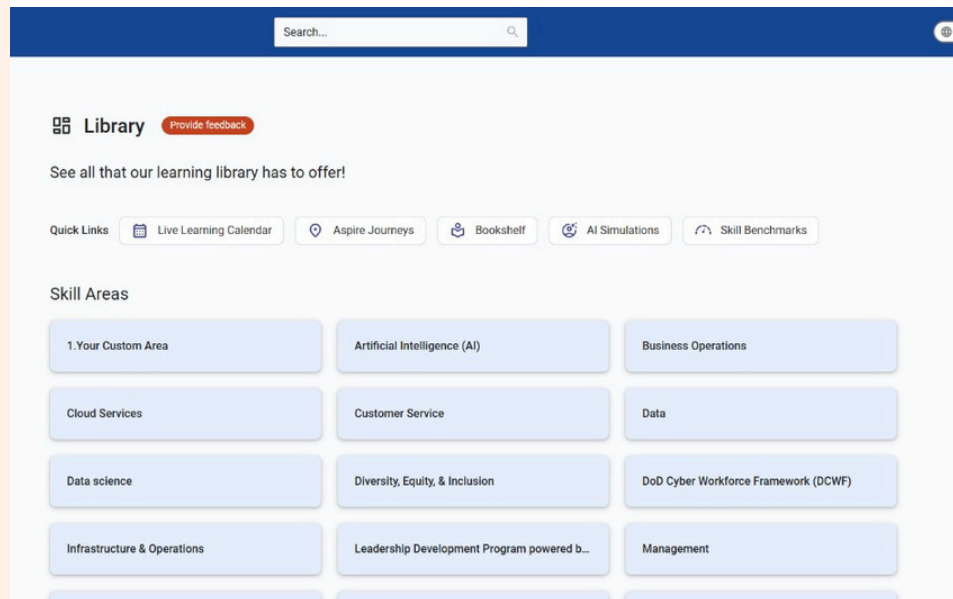 Search...
Library
Provide feedback
See all that our learning library has to offer!
Quick Links
Live Learning Calendar
Aspire Journeys
Bookshelf
AI Simulations
Skill Benchmarks
Skill Areas
1.Your Custom Area
Artificial Intelligence (AI)
Business Operations
Cloud Services
Customer Service
Data
Data science
Diversity, Equity, & Inclusion
DoD Cyber Workforce Framework (DCWF)
Infrastructure & Operations
Leadership Development Program powered b...
Management